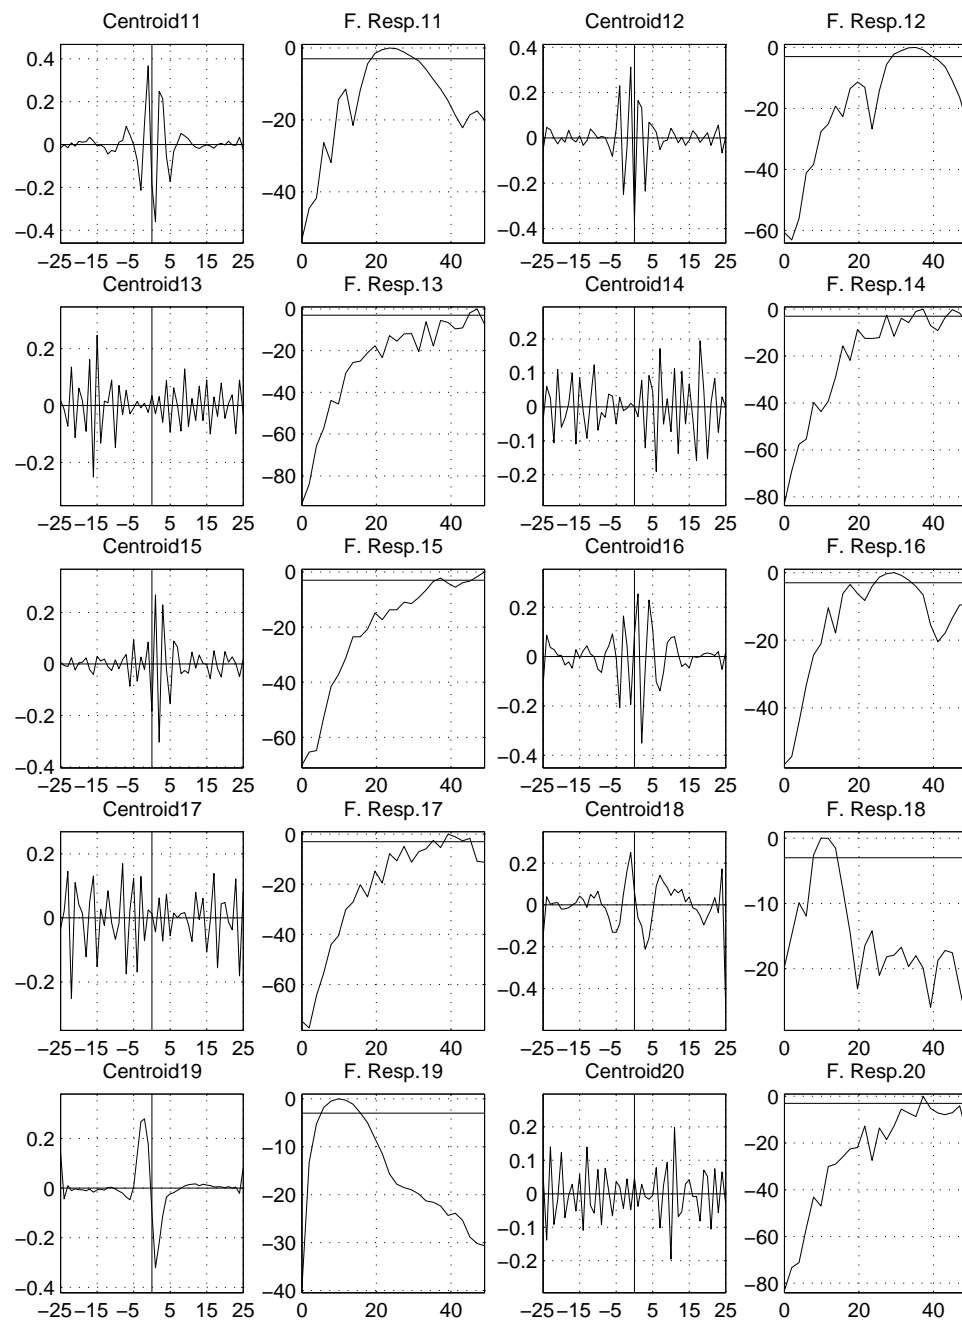 Centroid11 F. Resp.11 Centroid12 F. Resp.12
0.4 0.2 0 −0.2 −0.4
0 −20 −40
0.4 0.2 0 −0.2 −0.4
0 −20 −40 −60
−25 −15 −5 5 15 25 0 20 40 −25 −15 −5 5 15 25 0 20 40
Centroid13 F. Resp.13 Centroid14 F. Resp.14
0.2 0 −0.2
0 −20 −40 −60 −80
0.2 0.1 0 −0.1 −0.2
0 −20 −40 −60 −80
−25 −15 −5 5 15 25 0 20 40 −25 −15 −5 5 15 25 0 20 40
Centroid15 F. Resp.15 Centroid16 F. Resp.16
0.2 0 −0.2 −0.4
0 −20 −40 −60
0.2 0 −0.2 −0.4
0 −20 −40
−25 −15 −5 5 15 25 0 20 40 −25 −15 −5 5 15 25 0 20 40
Centroid17 F. Resp.17 Centroid18 F. Resp.18
0.2 0 −0.2
0 −20 −40 −60
0.2 0 −0.2 −0.4 0.6
0 −10 −20
−25 −15 −5 5 15 25 0 20 40 −25 −15 −5 5 15 25 0 20 40
Centroid19 F. Resp.19 Centroid20 F. Resp.20
0.2 0 −0.2 −0.4
0 −10 −20 −30 −40
0.2 0.1 0 −0.1 −0.2
0 −20 −40 −60 −80
−25 −15 −5 5 15 25 0 20 40 −25 −15 −5 5 15 25 0 20 40